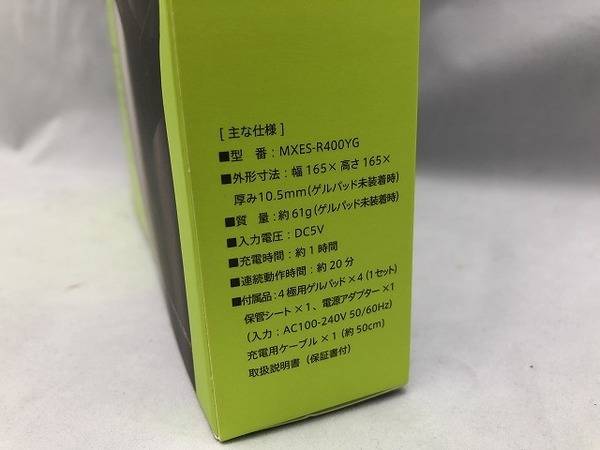 [ 主な仕様 ]
■型　番：MXES-R400YG
■外形寸法：幅165×高さ165×
厚み10.5mm(ゲルパッド未装着時)
■質　量：約61g(ゲルパッド未装着時)
■入力電圧：DC5V
■充電時間：約1時間
■連続動作時間：約20分
■付属品：4極用ゲルパッド×4(1セット)
保管シート×1、電源アダプター×1
(入力：AC100-240V 50/60Hz)
充電用ケーブル×1(約50cm)
取扱説明書（保証書付）